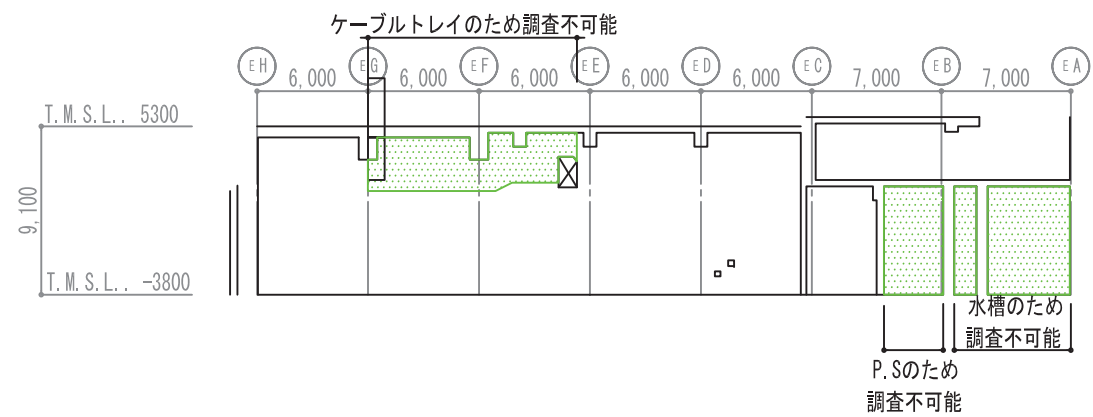 ケーブルトレイのため調査不可能
EH EG EF EE ED EC EB EA
6,000 6,000 6,000 6,000 6,000 7,000 7,000
T.M.S.L.. 5300
9,100
T.M.S.L.. -3800
水槽のため
調査不可能
P.Sのため
調査不可能